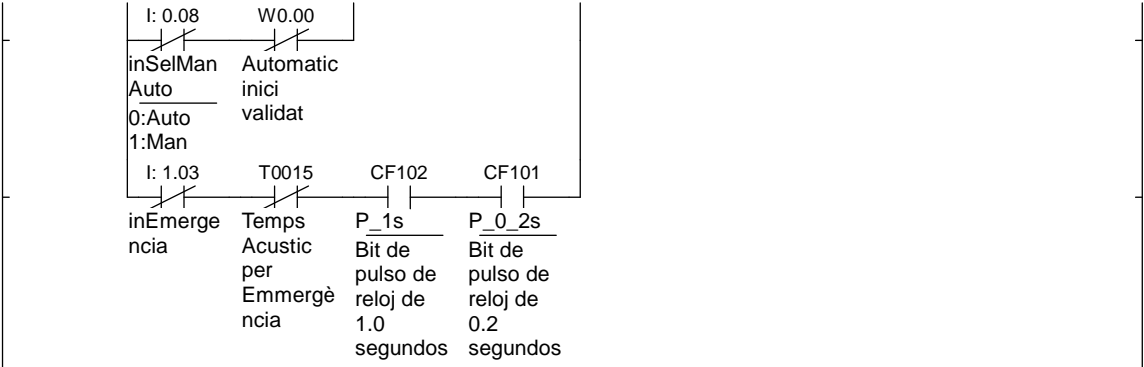 I: 0.08 W0.00
inSelMan Automatic
Auto inici
0:Auto validat
1:Man
I: 1.03 T0015 CF102 CF101
inEmerge Temps P_1s P_0_2s
ncia Acustic Bit de Bit de
per pulso de pulso de
Emmergè reloj de reloj de
ncia 1.0 0.2
segundos segundos